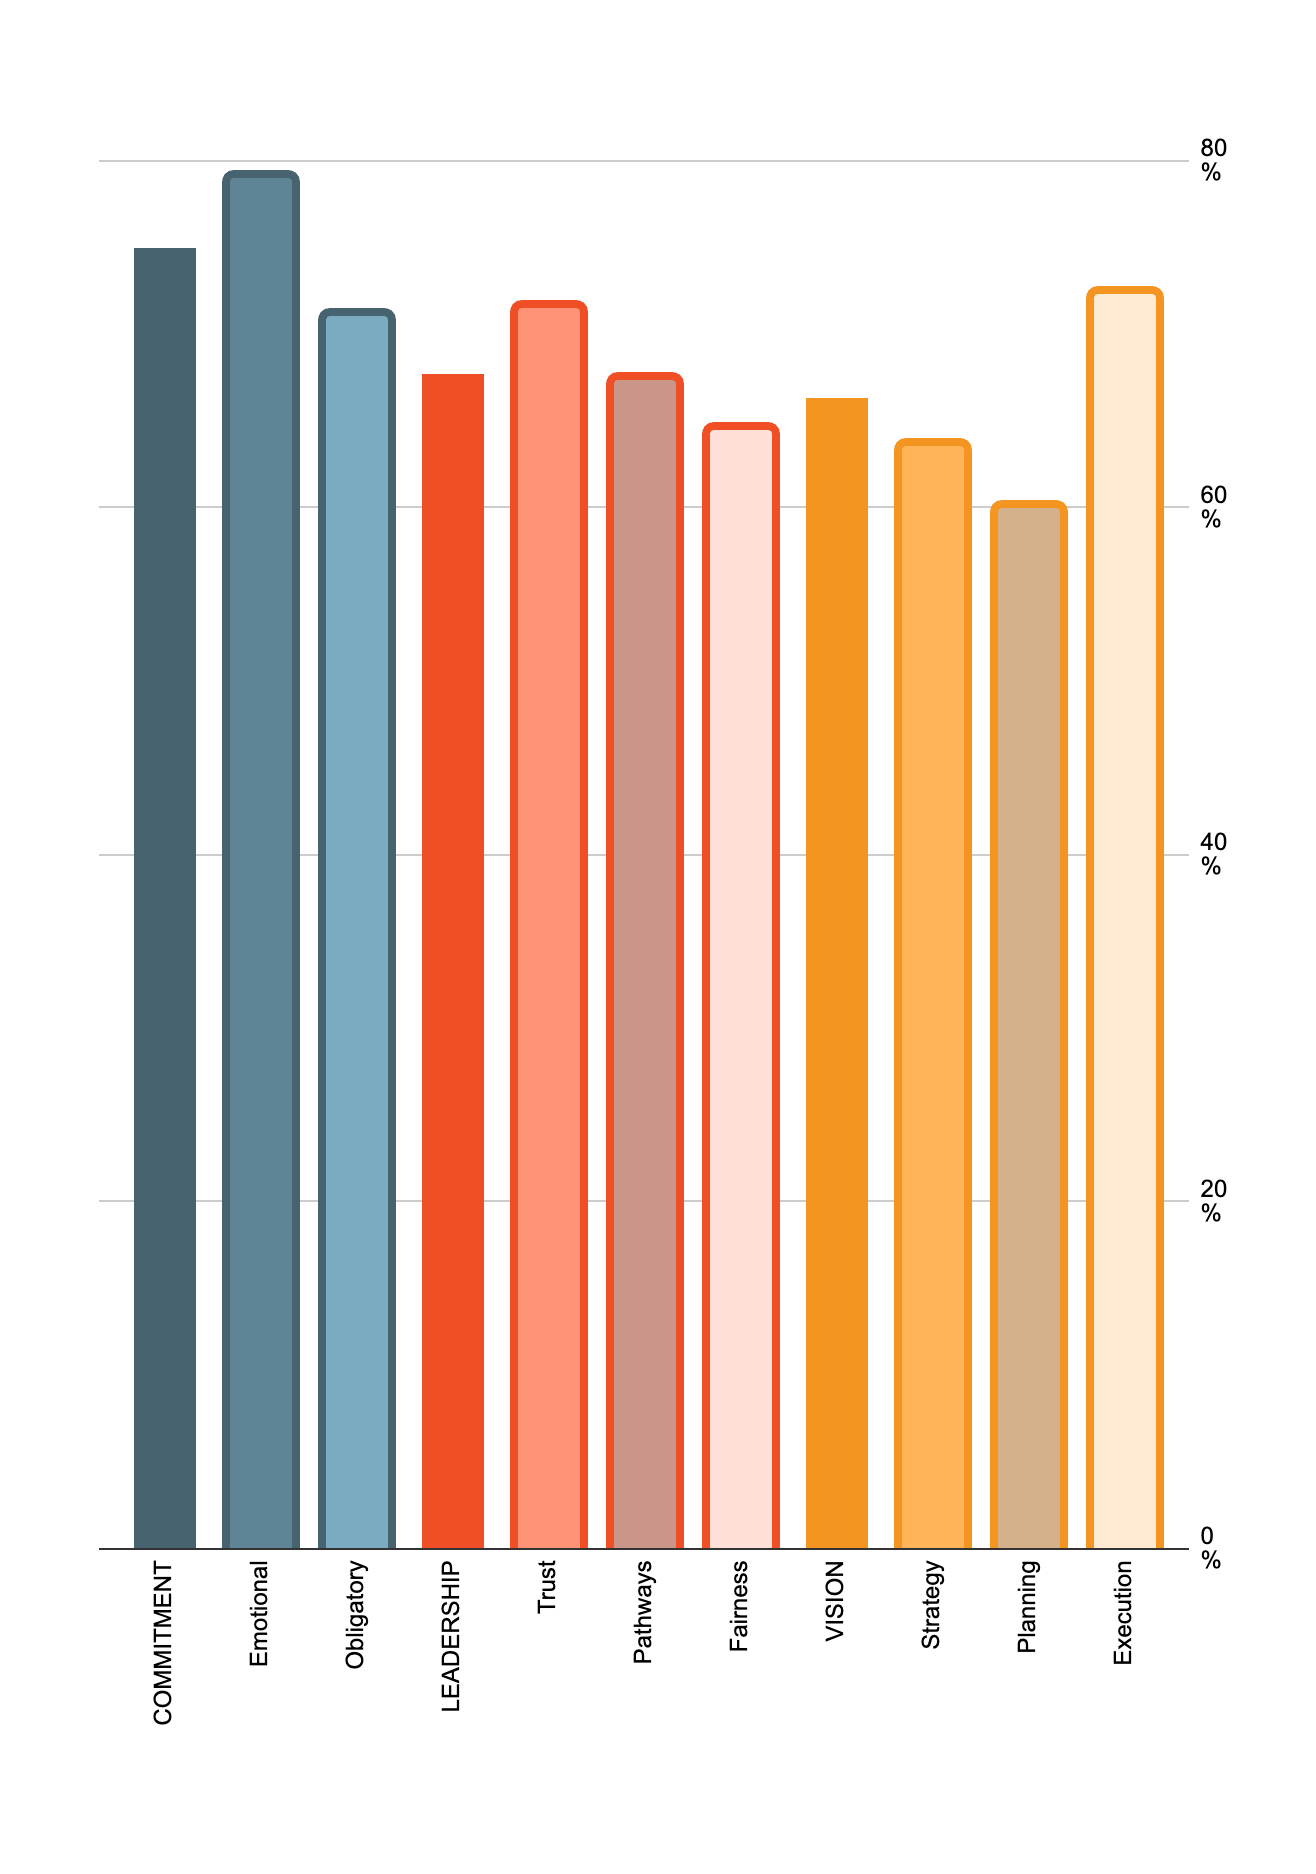 80
%
60
%
40
%
20
%
0
%
COMMITMENT
Emotional
Obligatory
LEADERSHIP
Trust
Pathways
Fairness
VISION
Strategy
Planning
Execution